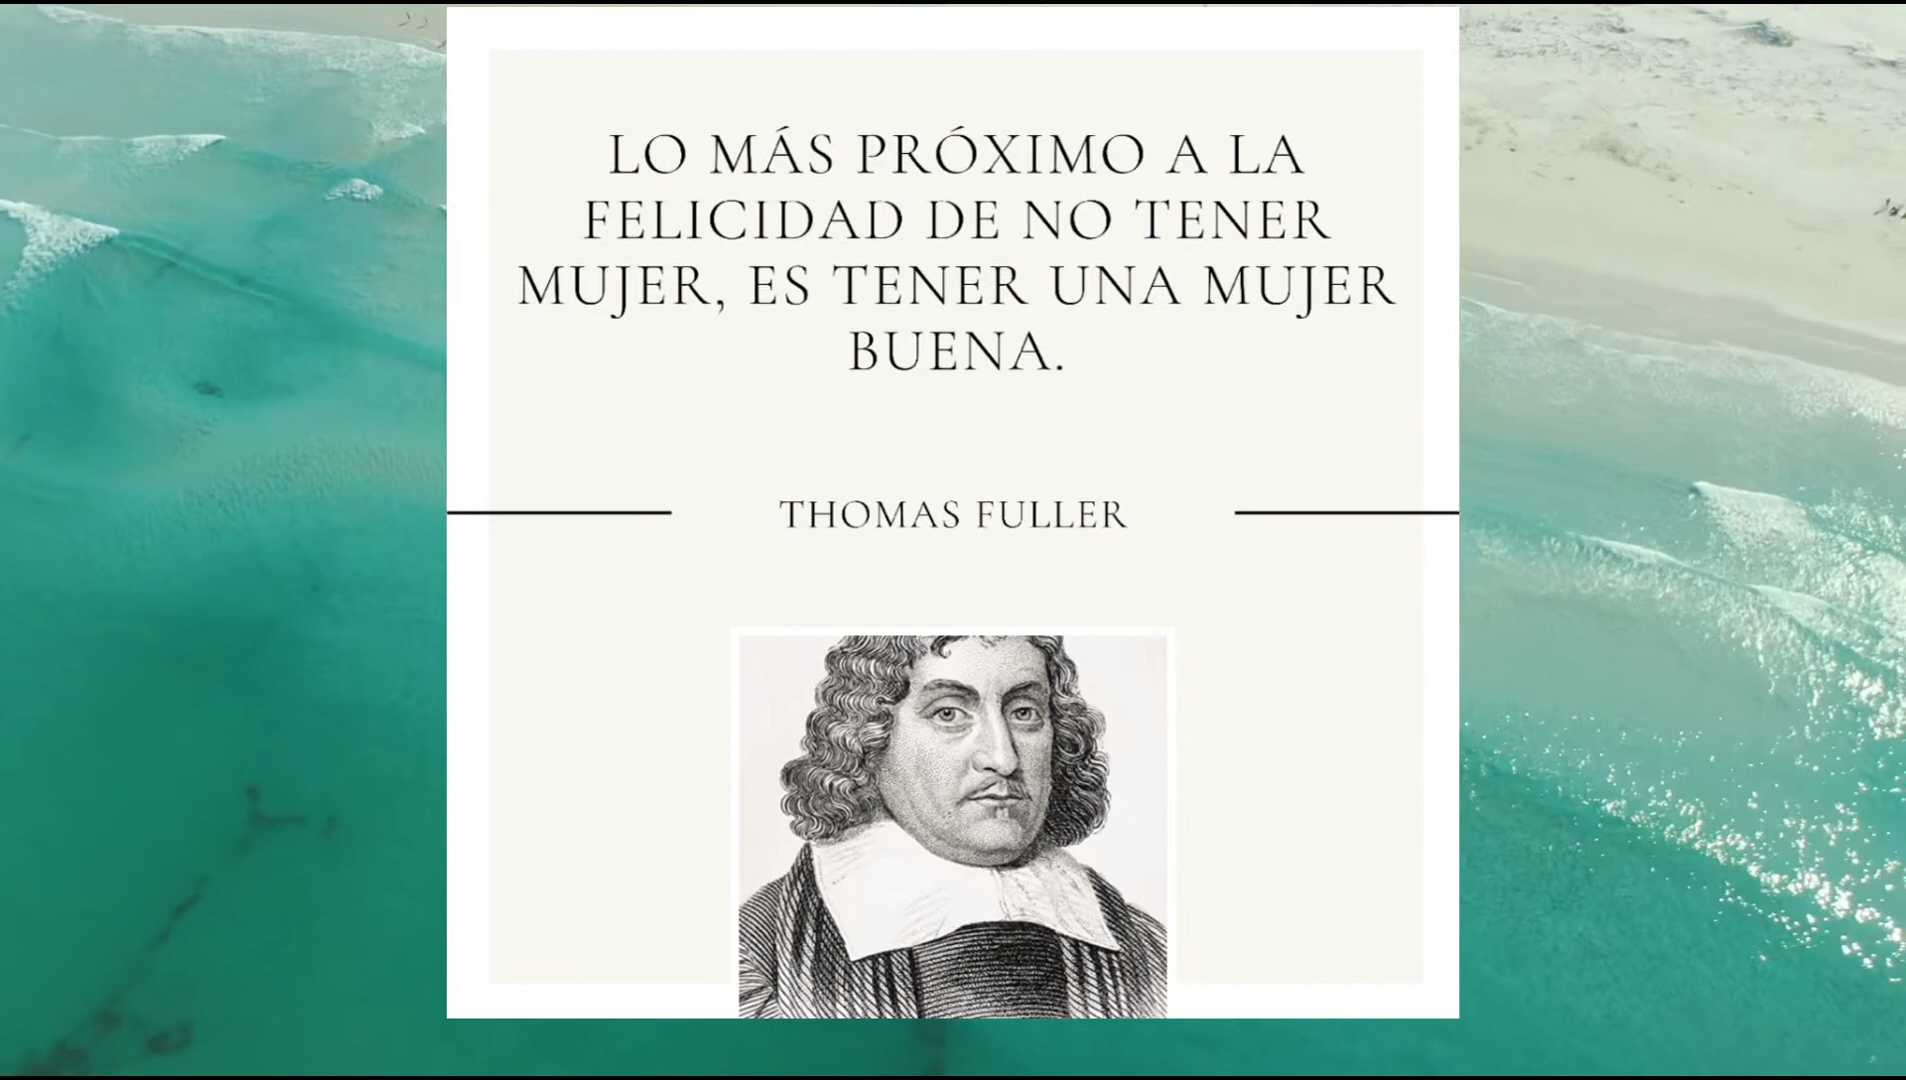 LO MÁS PRÓXIMO A LA
FELICIDAD DE NO TENER
MUJER, ES TENER UNA MUJER
BUENA.
THOMAS FULLER